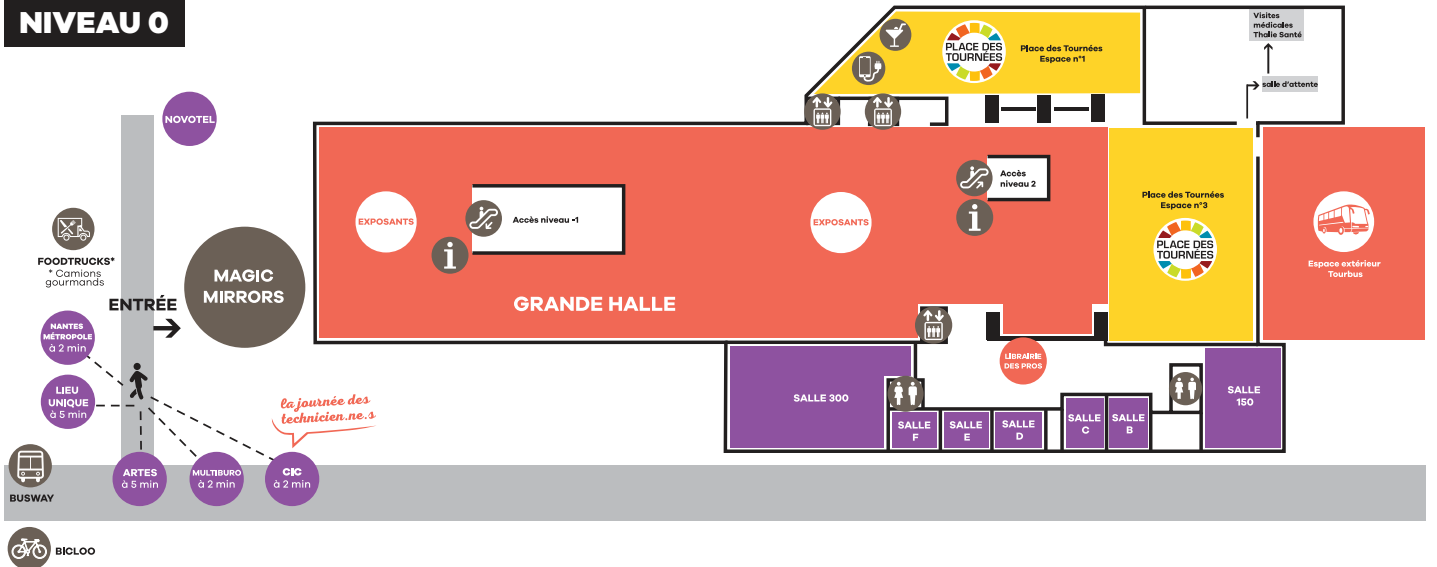 NIVEAU 0
NOVOTEL
FOODTRUCKS*
* Camions
gourmands
ENTRÉE
MAGIC
MIRRORS
NANTES
MÉTROPOLE
à 2 min
LIEU
UNIQUE
à 5 min
ARTES
à 5 min
MULTIBURO
à 2 min
CIC
à 2 min
la journée des
technicien.ne.s
BUSWAY
BICLOO
EXPOSANTS
Accès niveau -1
i
GRANDE HALLE
EXPOSANTS
Accès
niveau 2
i
PLACE DES
TOURNÉES
Place des Tournées
Espace n°1
Visites
médicales
Thalie Santé
salle d'attente
Place des Tournées
Espace n°3
PLACE DES
TOURNÉES
Espace extérieur
Tourbus
LIBRAIRIE
DES PROS
SALLE 300
SALLE
F
SALLE
E
SALLE
D
SALLE
C
SALLE
B
SALLE
150